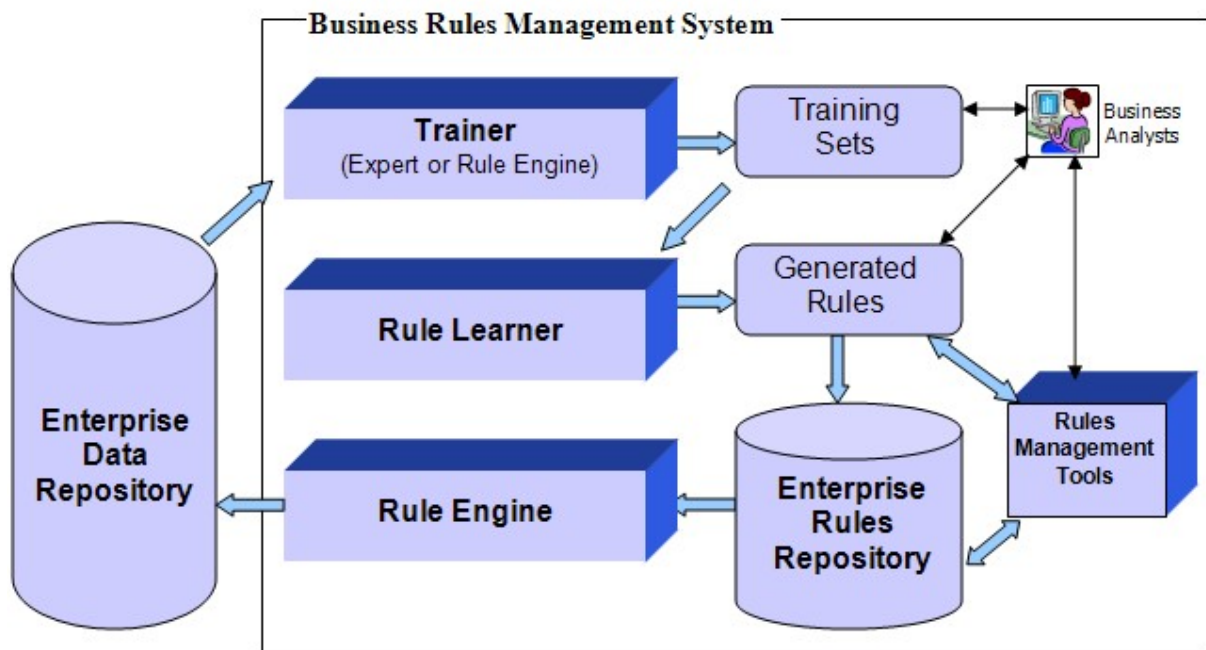 Business Rules Management System
Trainer
(Expert or Rule Engine)
Training
Sets
Business
Analysts
Rule Learner
Generated
Rules
Enterprise
Data
Repository
Rule Engine
Enterprise
Rules
Repository
Rules
Management
Tools